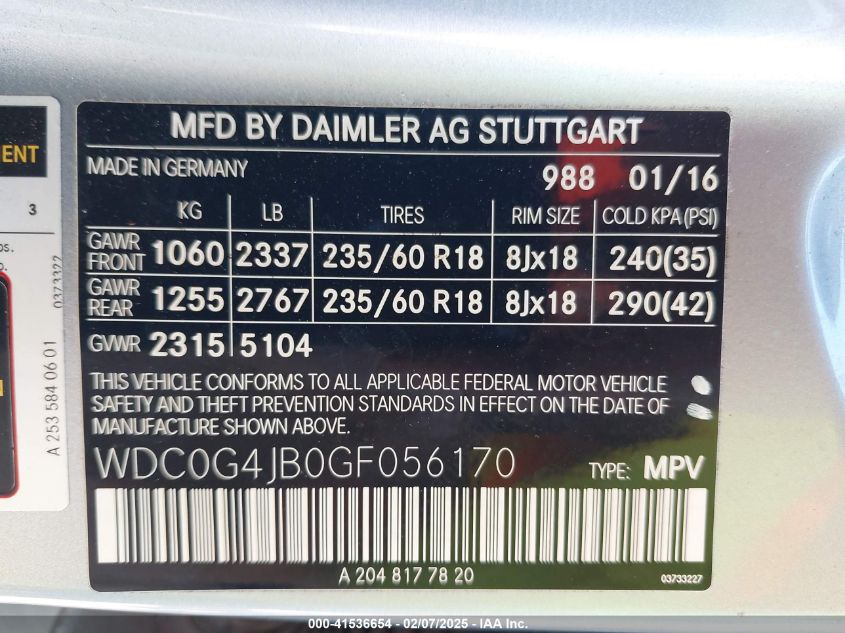 MFD BY DAIMLER AG STUTTGART
MADE IN GERMANY 988 01/16
KG LB TIRES RIM SIZE COLD KPA (PSI)
GAWR FRONT 1060 2337 235/60 R18 8Jx18 240(35)
GAWR REAR 1255 2767 235/60 R18 8Jx18 290(42)
GVWR 2315 5104
THIS VEHICLE CONFORMS TO ALL APPLICABLE FEDERAL MOTOR VEHICLE
SAFETY AND THEFT PREVENTION STANDARDS IN EFFECT ON THE DATE OF
MANUFACTURE SHOWN ABOVE.
WDC0G4JB0GF056170 TYPE: MPV
A 204 817 78 20 03733227
3
0373322
A 253 584 06 01
000-41536654 - 02/07/2025 - IAA Inc.